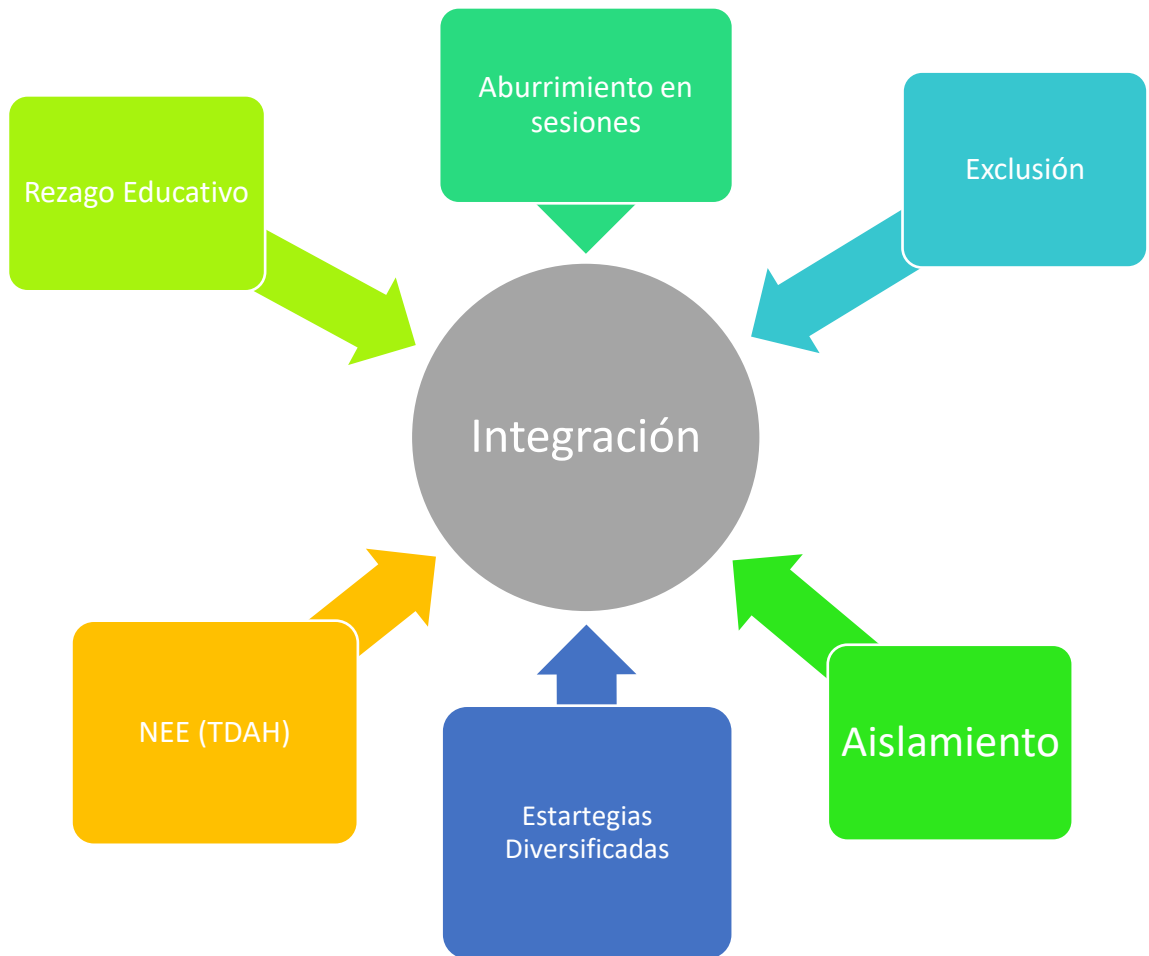 Aburrimiento en
sesiones
Exclusión
Rezago Educativo
Integración
NEE (TDAH)
Aislamiento
Estartegias
Diversificadas